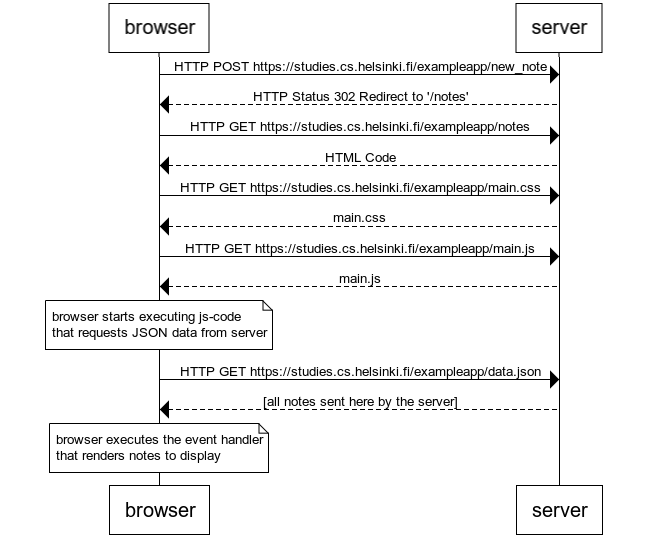 browser
server
HTTP POST https://studies.cs.helsinki.fi/exampleapp/new_note
HTTP Status 302 Redirect to '/notes'
HTTP GET https://studies.cs.helsinki.fi/exampleapp/notes
HTML Code
HTTP GET https://studies.cs.helsinki.fi/exampleapp/main.css
main.css
HTTP GET https://studies.cs.helsinki.fi/exampleapp/main.js
main.js
browser starts executing js-code
that requests JSON data from server
HTTP GET https://studies.cs.helsinki.fi/exampleapp/data.json
[all notes sent here by the server]
browser executes the event handler
that renders notes to display
browser
server